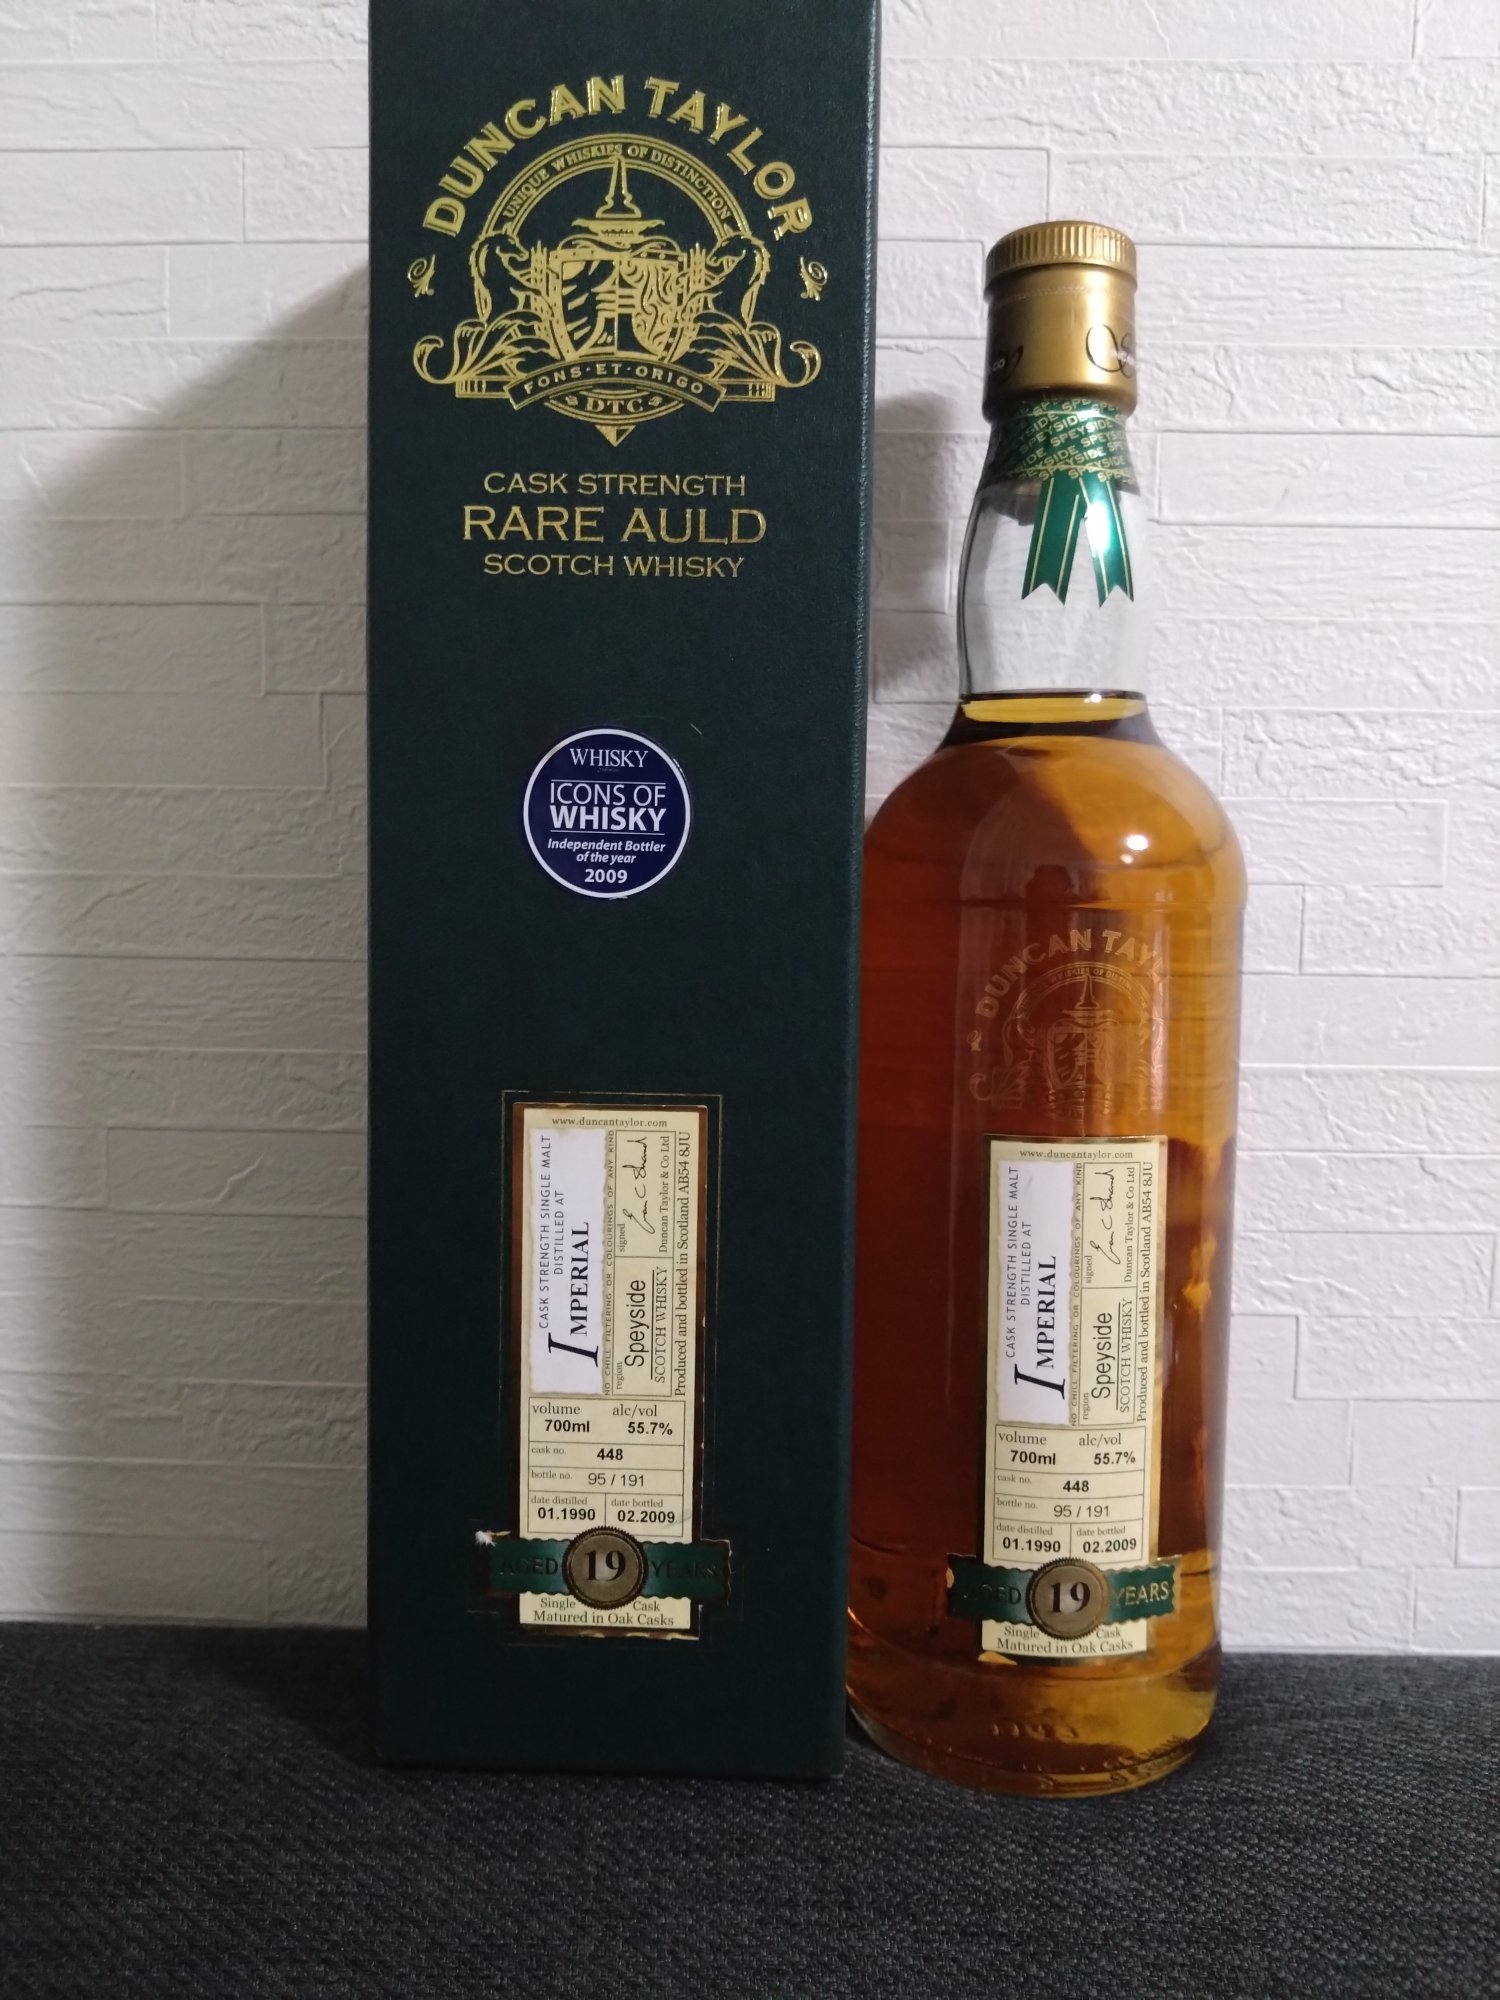 DUNCAN TAYLOR
UNIQUE WHISKIES OF DISTINCTION
FONS·ET·ORIGO
DTC
CASK STRENGTH
RARE AULD
SCOTCH WHISKY
WHISKY
ICONS OF
WHISKY
Independent Bottler
of the year
2009
www.duncantaylor.com
CASK STRENGTH SINGLE MALT
DISTILLED AT
IMPERIAL
NO CHILL FILTERING OR COLOURINGS OF ANY KIND
region
Speyside
SCOTCH WHISKY
signed
Duncan Taylor & Co Ltd
Produced and bottled in Scotland AB54 8JU
volume alc/vol
700ml 55.7%
cask no. 448
bottle no. 95 / 191
date distilled date bottled
01.1990 02.2009
AGED 19 YEARS
Single Cask
Matured in Oak Casks
SPEYSIDE SPEYSIDE
DUNCAN TAYL
WHISKIES OF
www.duncantaylor.com
CASK STRENGTH SINGLE MALT
DISTILLED AT
IMPERIAL
NO CHILL FILTERING OR COLOURINGS OF ANY KIND
region
Speyside
SCOTCH WHISKY
signed
Duncan Taylor & Co Ltd
Produced and bottled in Scotland AB54 8JU
volume alc/vol
700ml 55.7%
cask no. 448
bottle no. 95 / 191
date distilled date bottled
01.1990 02.2009
AGED 19 YEARS
Single Cask
Matured in Oak Casks